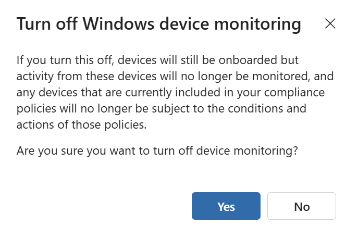 Turn off Windows device monitoring
If you turn this off, devices will still be onboarded but
activity from these devices will no longer be monitored, and
any devices that are currently included in your compliance
policies will no longer be subject to the conditions and
actions of those policies.
Are you sure you want to turn off device monitoring?
Yes No